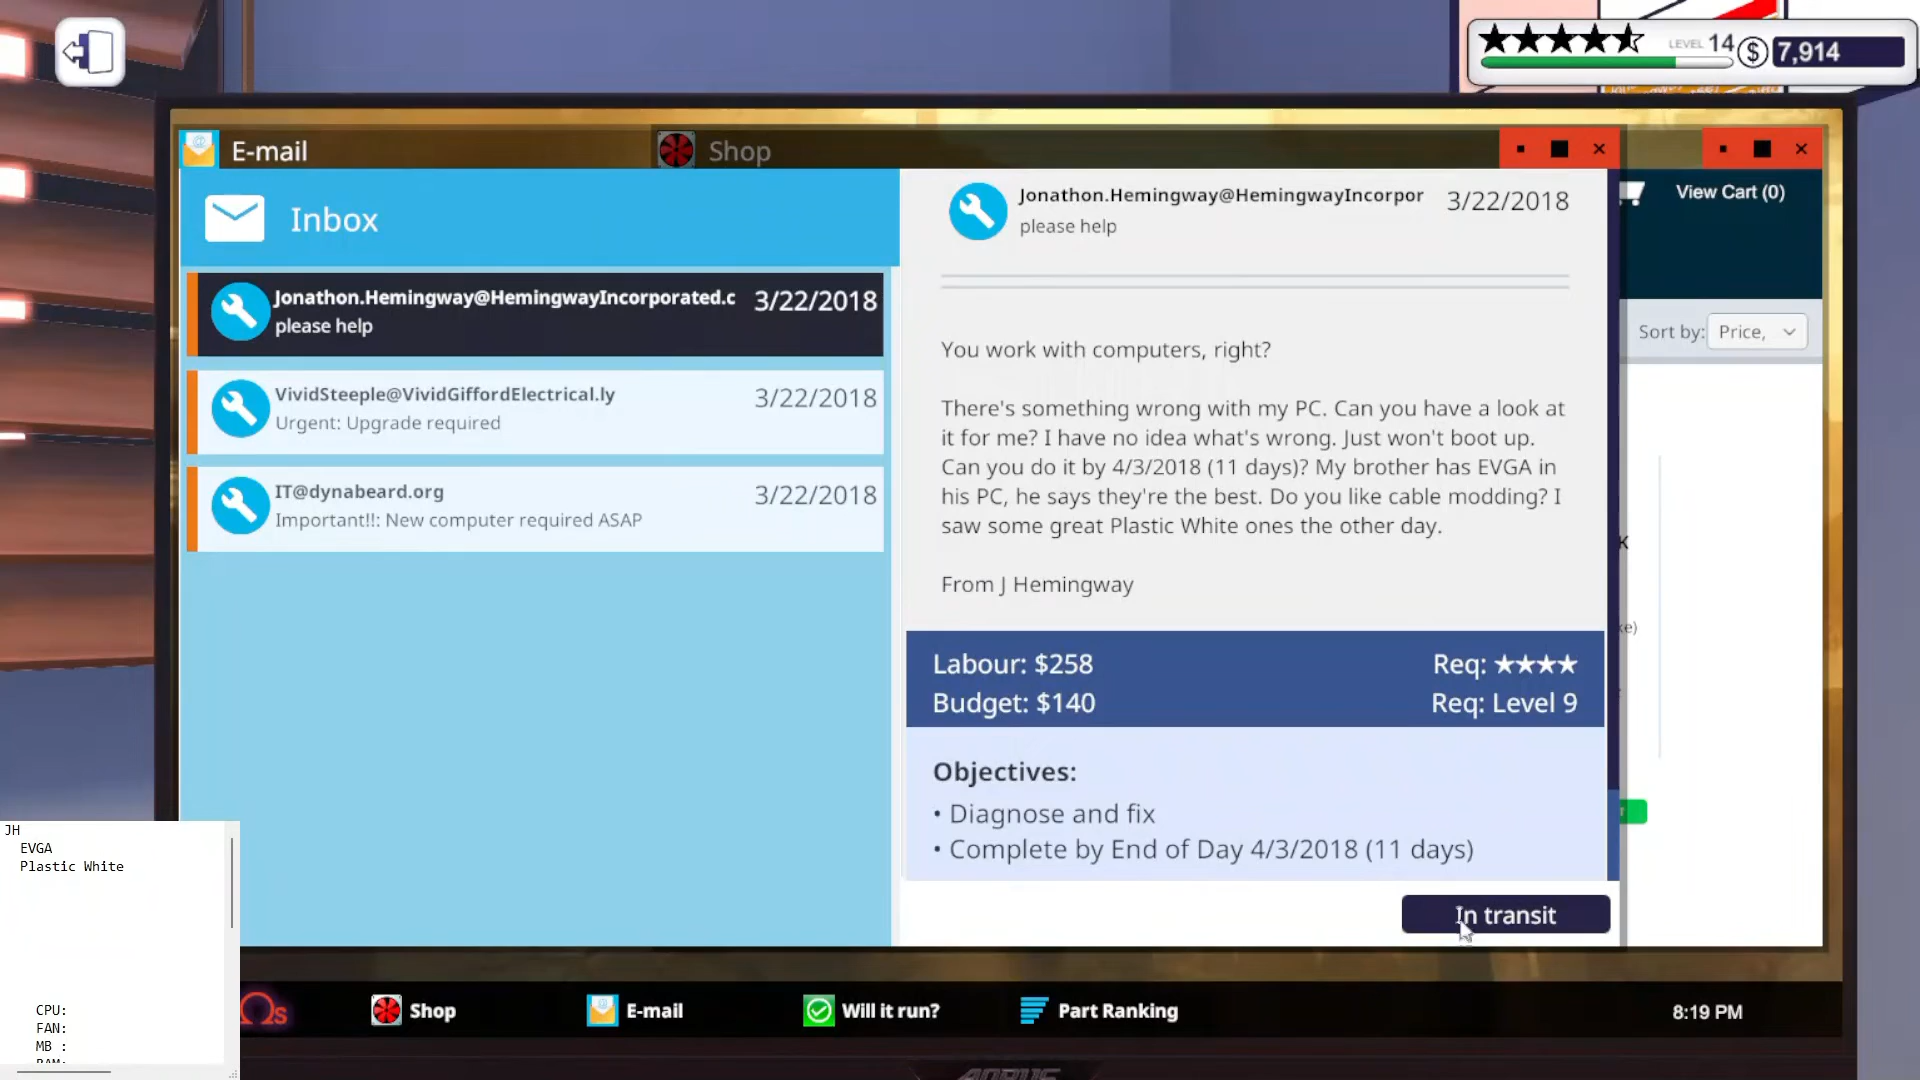 LEVEL 14
$ 7,914
E-mail
Shop
Inbox
Jonathon.Hemingway@HemingwayIncorporated.c
3/22/2018
please help
VividSteeple@VividGiffordElectrical.ly
3/22/2018
Urgent: Upgrade required
IT@dynabeard.org
3/22/2018
Important!!: New computer required ASAP
Jonathon.Hemingway@HemingwayIncorpor
3/22/2018
please help
You work with computers, right?
There's something wrong with my PC. Can you have a look at
it for me? I have no idea what's wrong. Just won't boot up.
Can you do it by 4/3/2018 (11 days)? My brother has EVGA in
his PC, he says they're the best. Do you like cable modding? I
saw some great Plastic White ones the other day.
From J Hemingway
Labour: $258
Req: ★★★★
Budget: $140
Req: Level 9
Objectives:
• Diagnose and fix
• Complete by End of Day 4/3/2018 (11 days)
In transit
View Cart (0)
Sort by: Price,
JH
EVGA
Plastic White
CPU:
FAN:
MB :
RAM:
Ωs
Shop
E-mail
Will it run?
Part Ranking
8:19 PM
AORUS